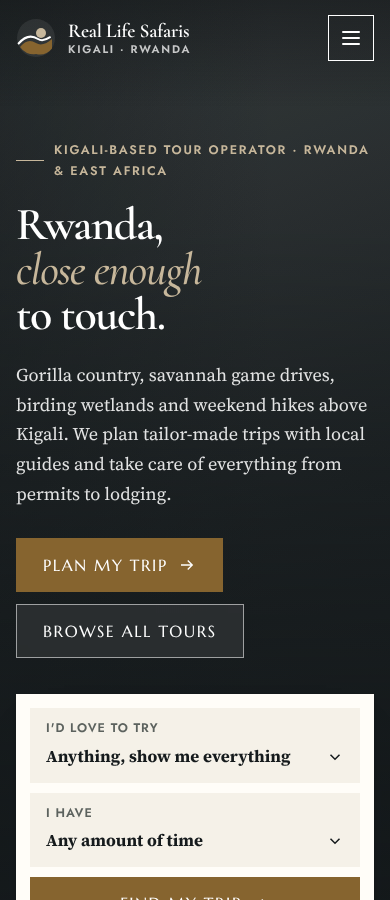 Real Life Safaris
KIGALI · RWANDA
KIGALI-BASED TOUR OPERATOR · RWANDA
& EAST AFRICA
Rwanda,
close enough
to touch.
Gorilla country, savannah game drives,
birding wetlands and weekend hikes above
Kigali. We plan tailor-made trips with local
guides and take care of everything from
permits to lodging.
PLAN MY TRIP →
BROWSE ALL TOURS
I'D LOVE TO TRY
Anything, show me everything
I HAVE
Any amount of time
FIND MY TRIP